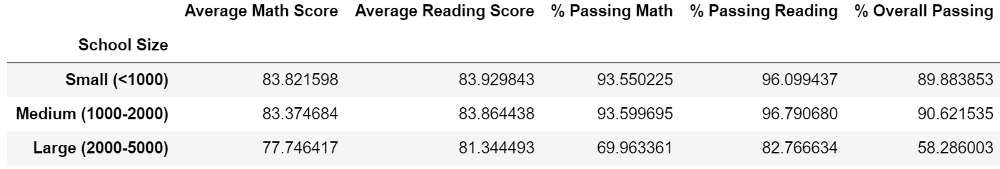 Average Math Score Average Reading Score % Passing Math % Passing Reading % Overall Passing
School Size
Small (<1000) 83.821598 83.929843 93.550225 96.099437 89.883853
Medium (1000-2000) 83.374684 83.864438 93.599695 96.790680 90.621535
Large (2000-5000) 77.746417 81.344493 69.963361 82.766634 58.286003